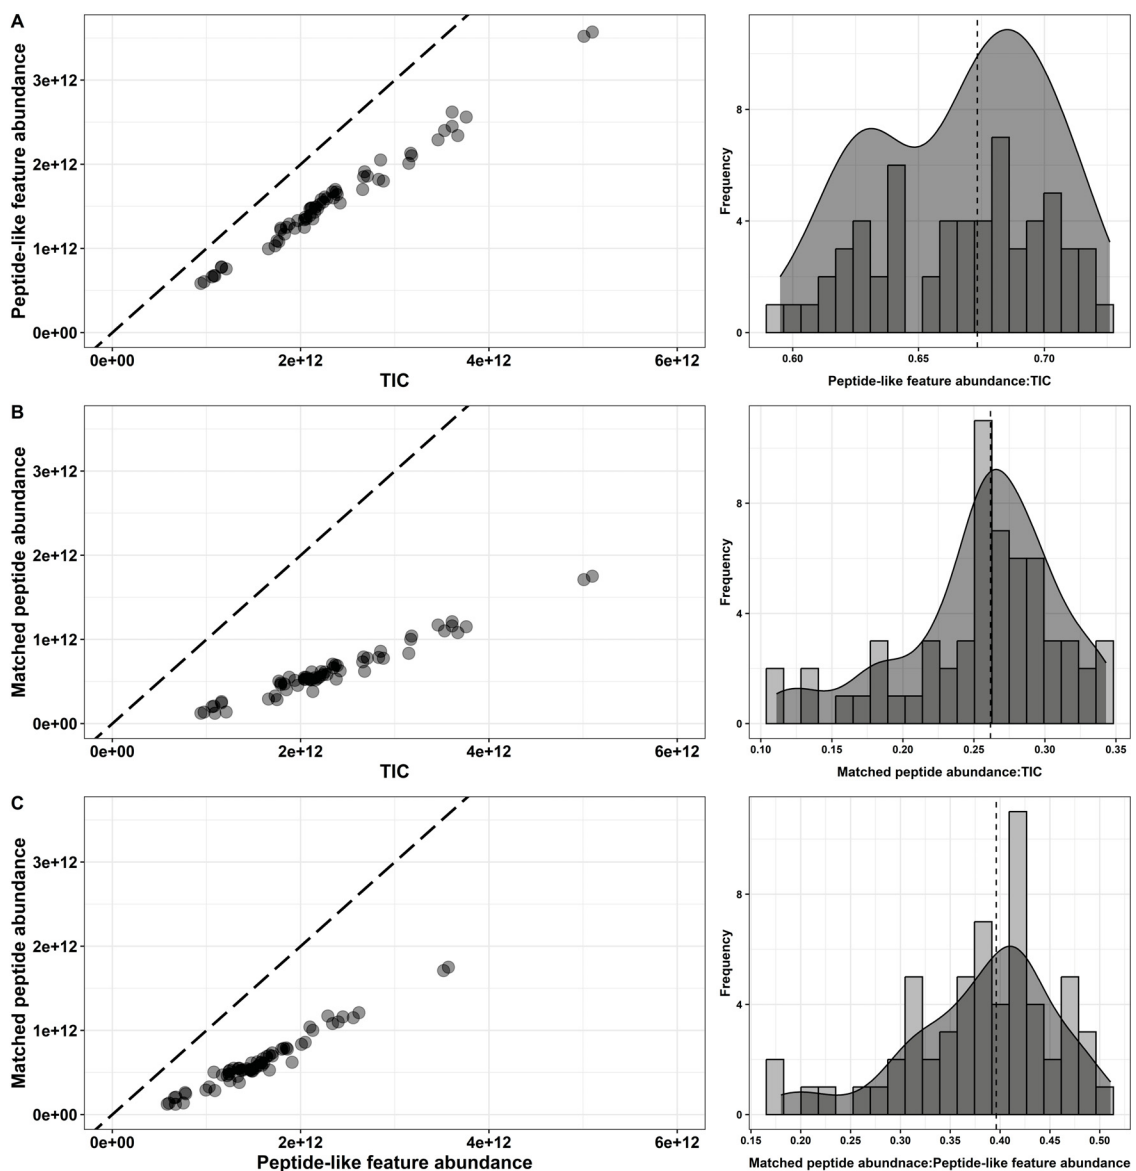 A
Peptide-like feature abundance
3e+12
2e+12
1e+12
0e+00
0e+00 2e+12 4e+12 6e+12
TIC
Frequency
8
4
0
0.60 0.65 0.70
Peptide-like feature abundance:TIC
B
Matched peptide abundance
3e+12
2e+12
1e+12
0e+00
0e+00 2e+12 4e+12 6e+12
TIC
Frequency
8
4
0
0.10 0.15 0.20 0.25 0.30 0.35
Matched peptide abundance:TIC
C
Matched peptide abundance
3e+12
2e+12
1e+12
0e+00
0e+00 2e+12 4e+12 6e+12
Peptide-like feature abundance
Frequency
8
4
0
0.15 0.20 0.25 0.30 0.35 0.40 0.45 0.50
Matched peptide abundnace:Peptide-like feature abundance